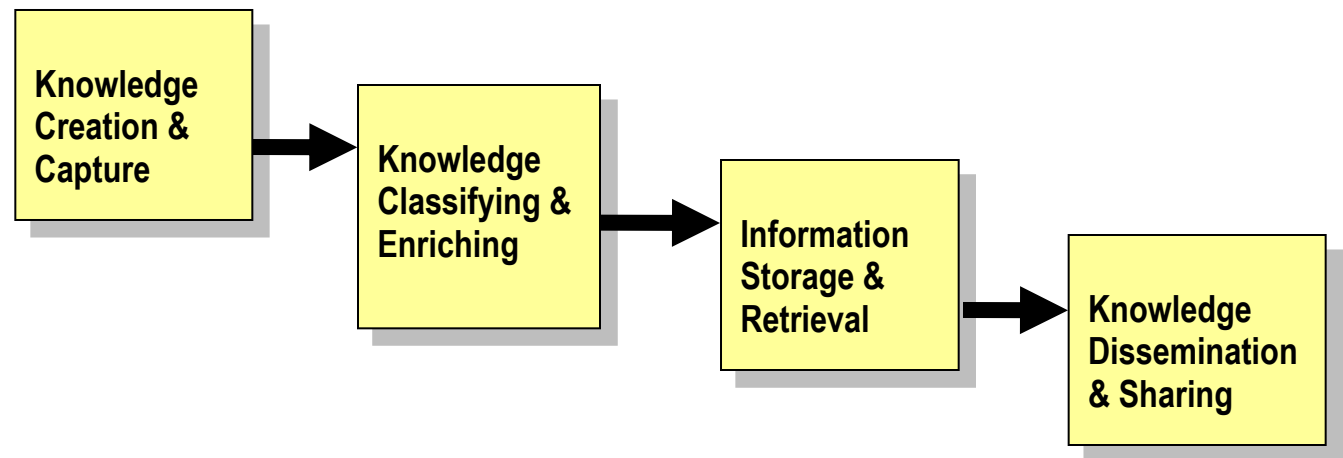 Knowledge
Creation &
Capture
Knowledge
Classifying &
Enriching
Information
Storage &
Retrieval
Knowledge
Dissemination
& Sharing